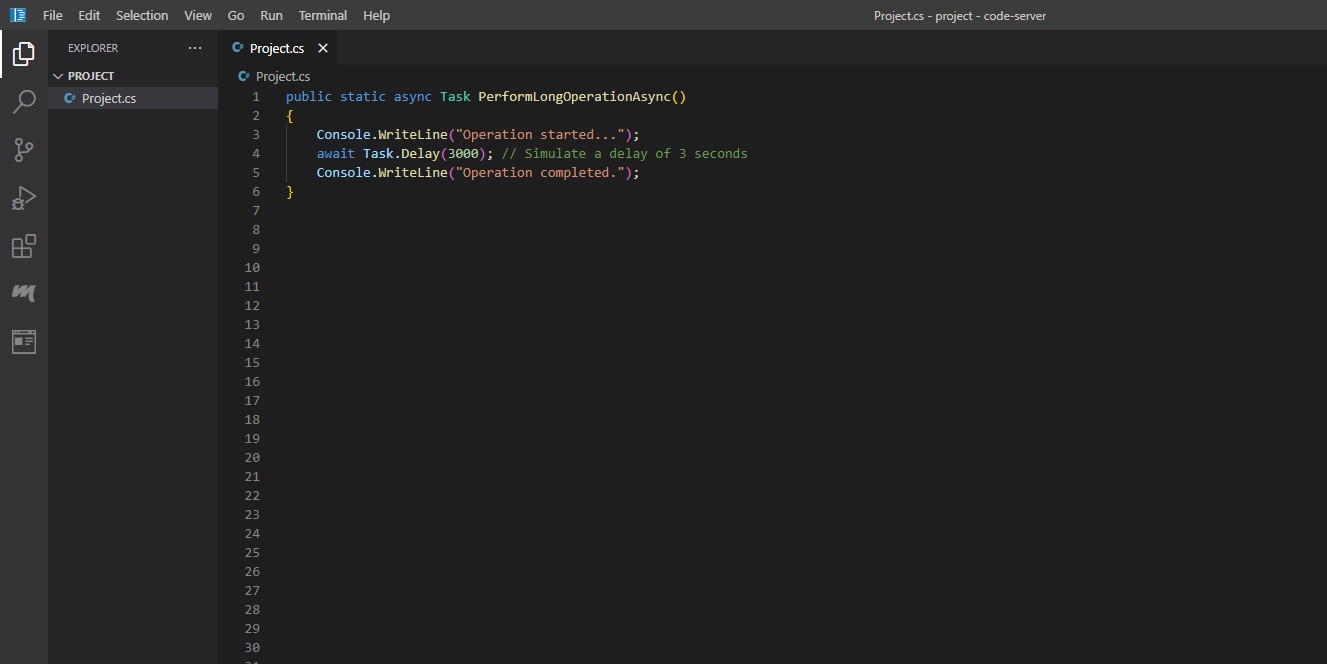 File Edit Selection View Go Run Terminal Help
Project.cs - project - code-server
EXPLORER ...
PROJECT
C# Project.cs
C# Project.cs
C# Project.cs
1 public static async Task PerformLongOperationAsync()
2 {
3 Console.WriteLine("Operation started...");
4 await Task.Delay(3000); // Simulate a delay of 3 seconds
5 Console.WriteLine("Operation completed.");
6 }
7
8
9
10
11
12
13
14
15
16
17
18
19
20
21
22
23
24
25
26
27
28
29
30